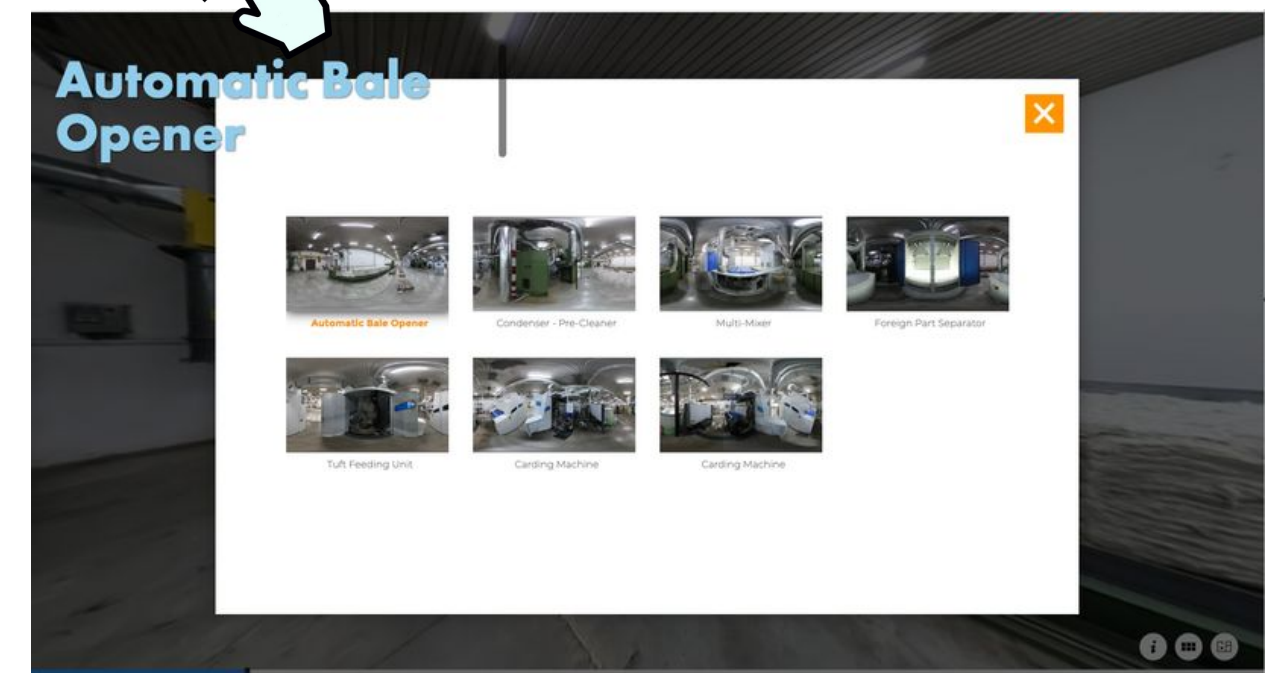 Automatic Bale
Opener
Automatic Bale Opener
Condenser - Pre-Cleaner
Multi-Mixer
Foreign Part Separator
Tuft Feeding Unit
Carding Machine
Carding Machine